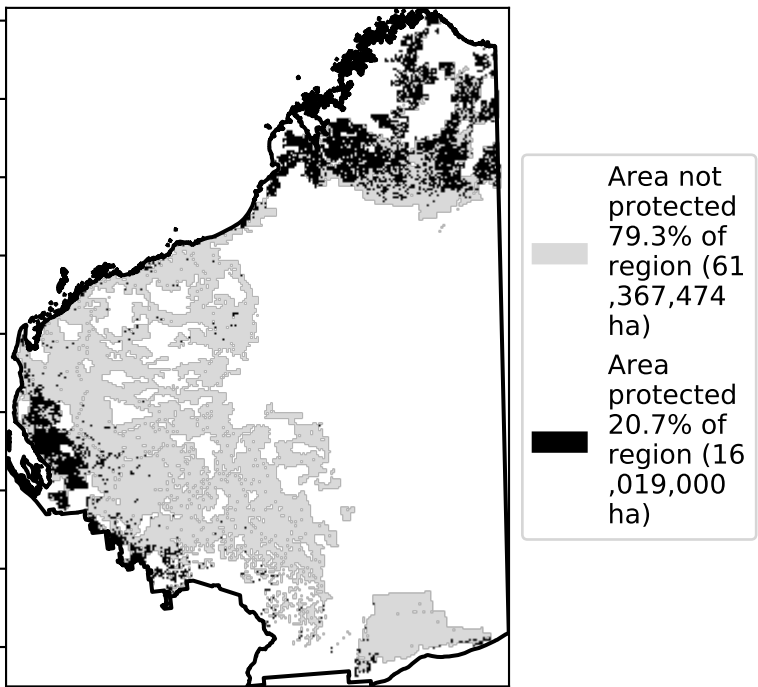 Area not
protected
79.3% of
region (61
,367,474
ha)
Area
protected
20.7% of
region (16
,019,000
ha)